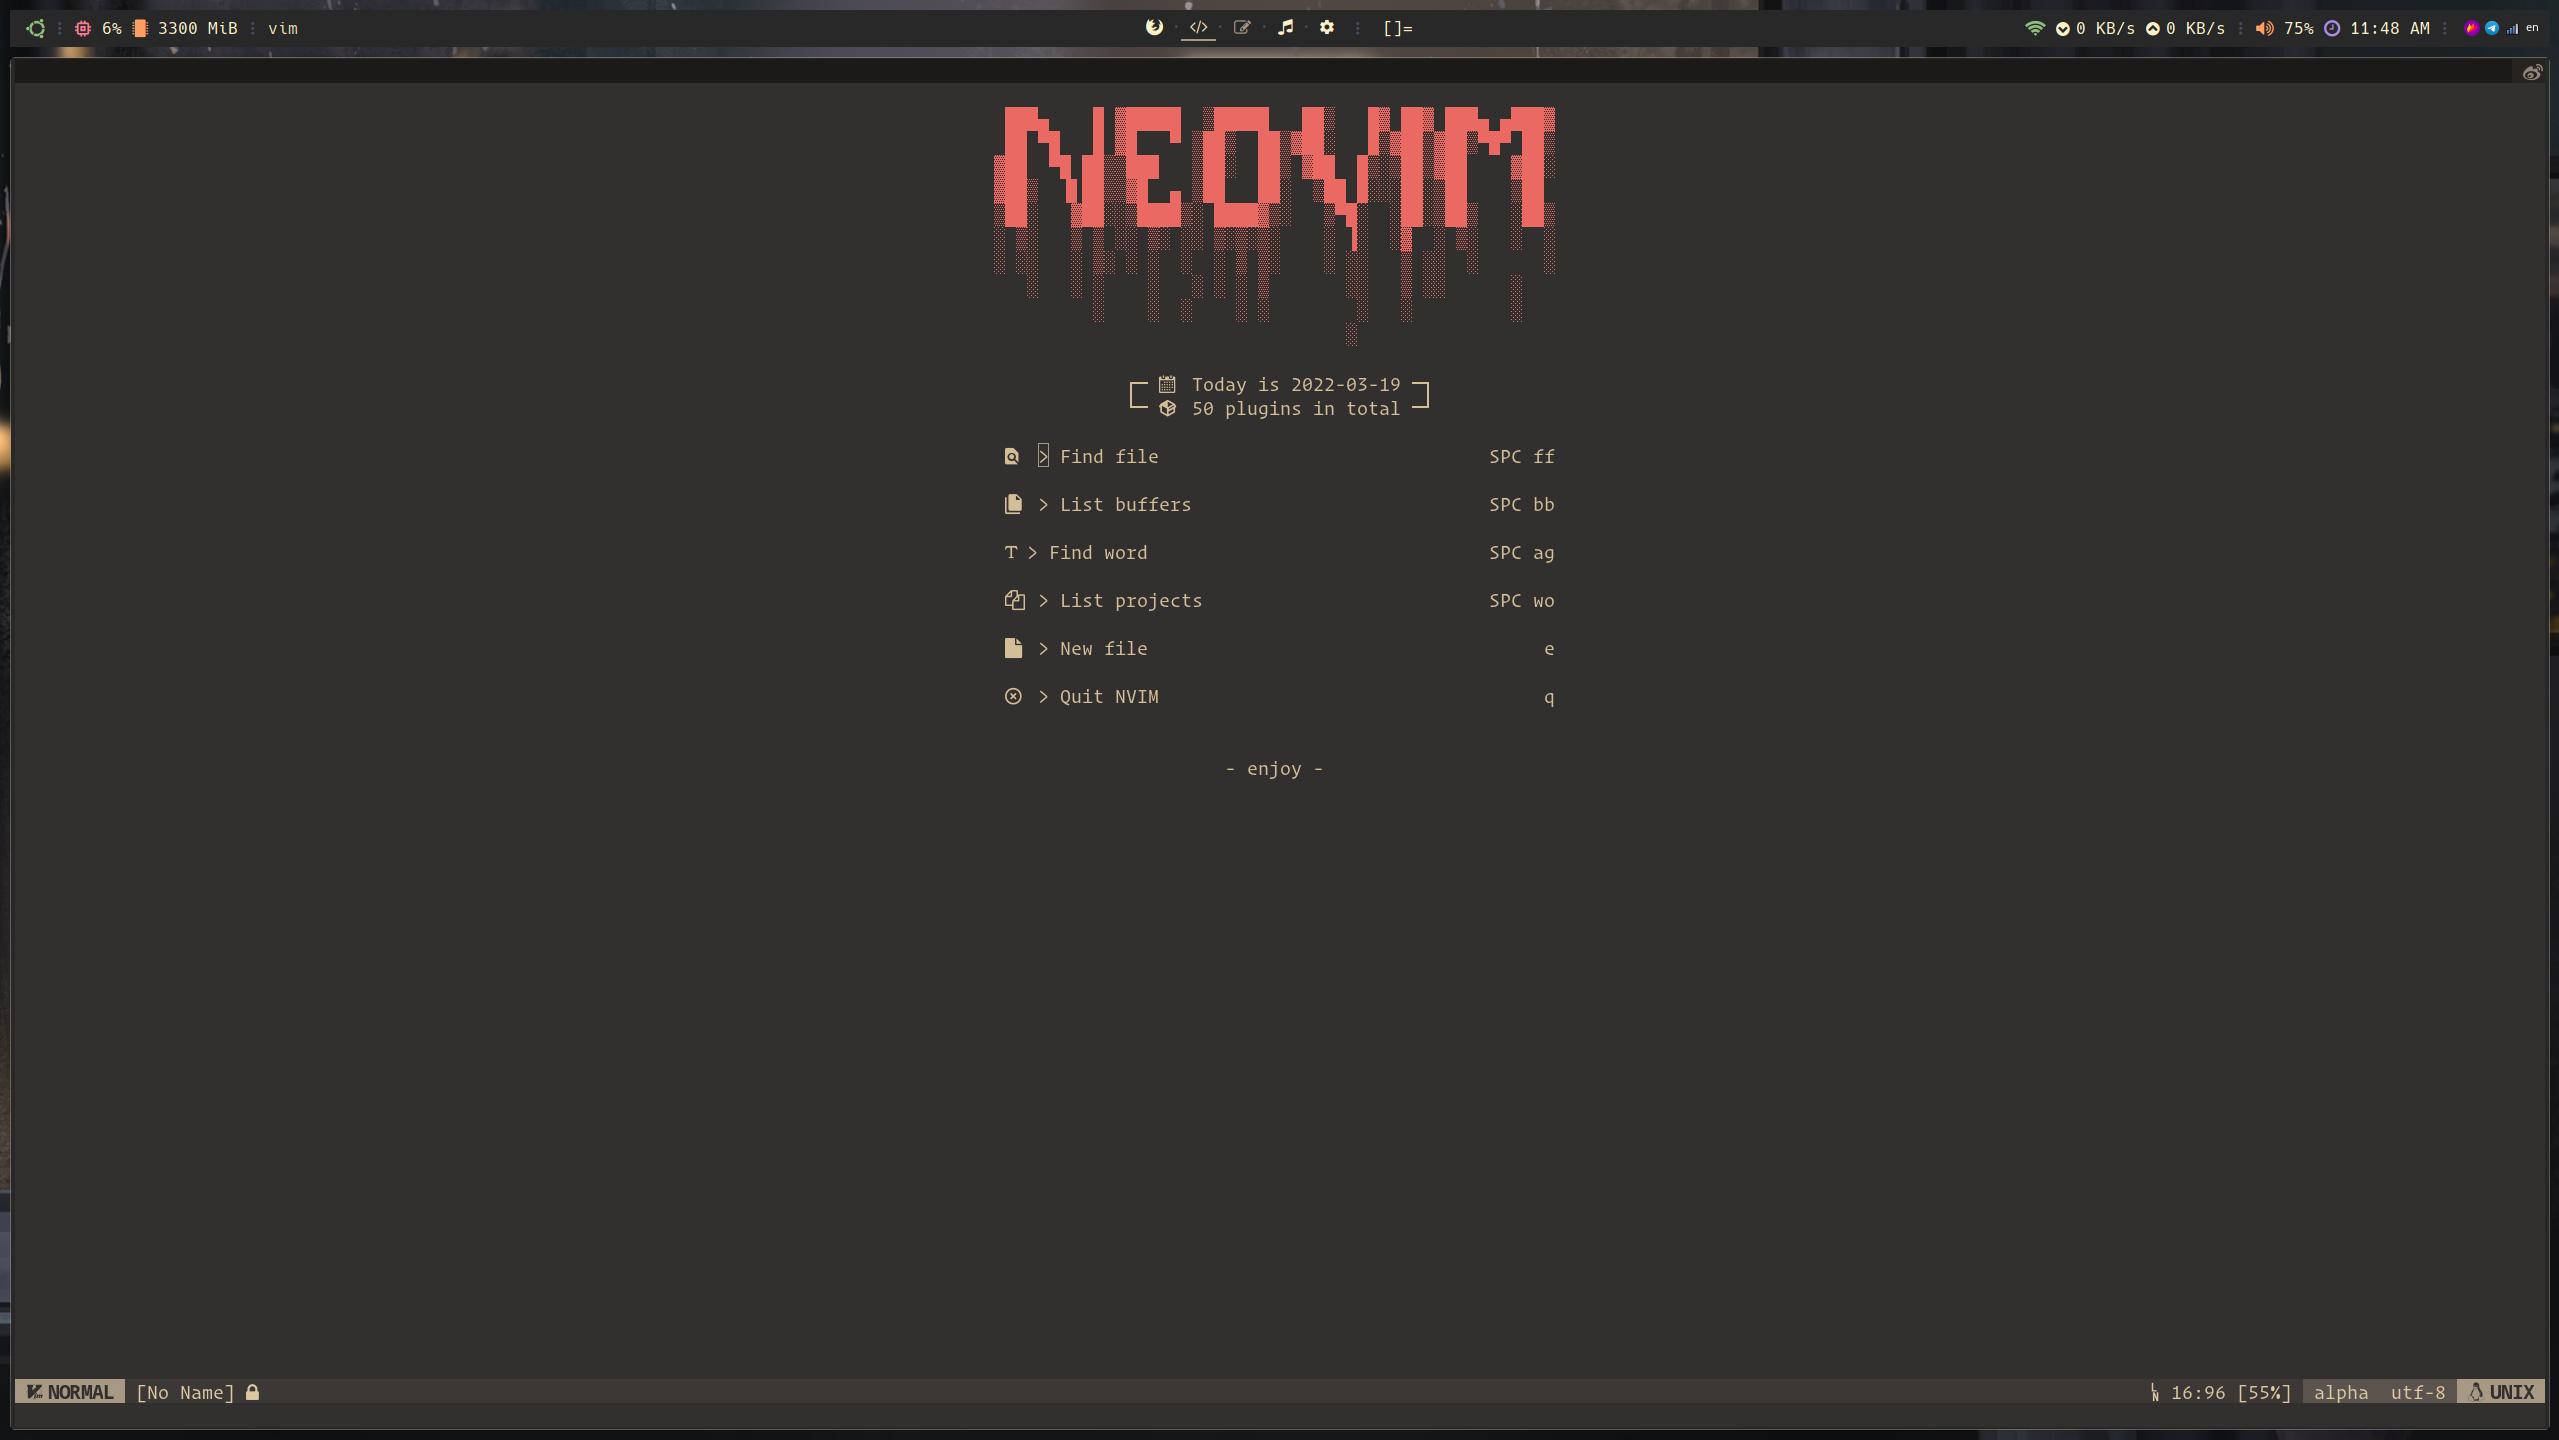 6% 3300 MiB vim []= 0 KB/s 0 KB/s 75% 11:48 AM en
NEOVIM
Today is 2022-03-19
50 plugins in total
> Find file SPC ff
> List buffers SPC bb
T > Find word SPC ag
> List projects SPC wo
> New file e
> Quit NVIM q
- enjoy -
NORMAL [No Name] LN 16:96 [55%] alpha utf-8 UNIX